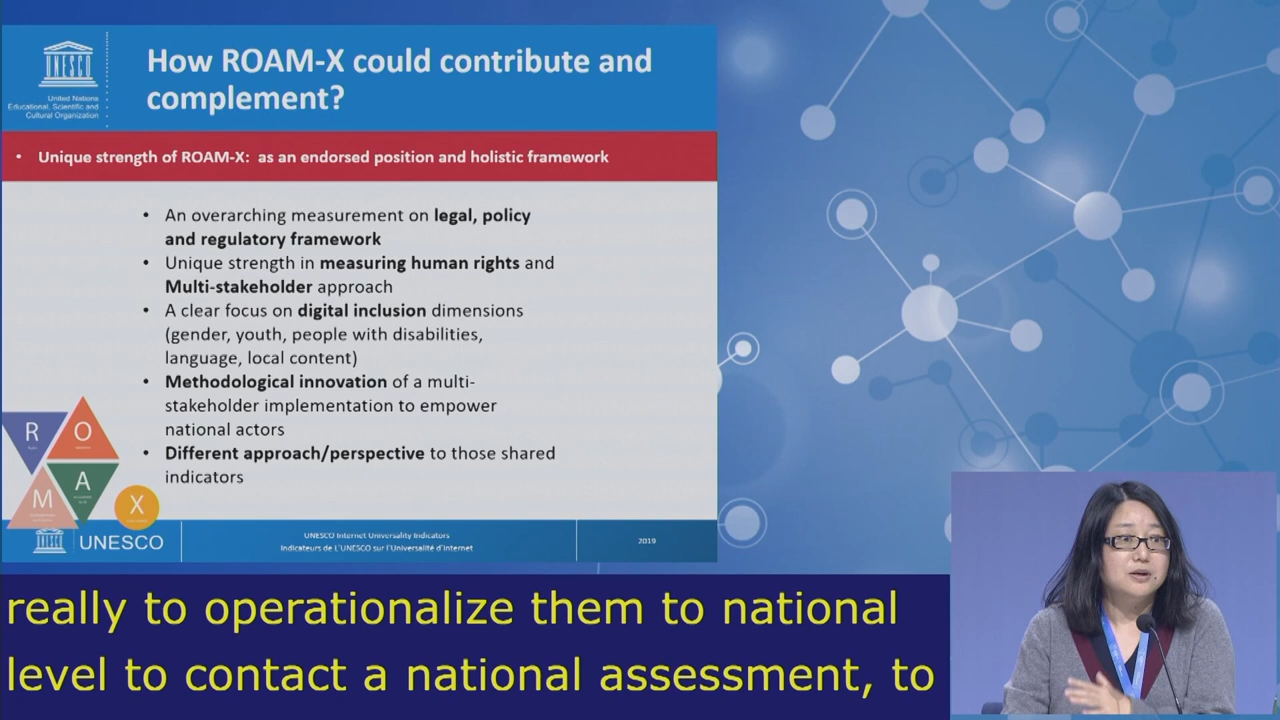 UNESCO
United Nations
Educational, Scientific and
Cultural Organization
How ROAM-X could contribute and
complement?
• Unique strength of ROAM-X: as an endorsed position and holistic framework
• An overarching measurement on legal, policy
and regulatory framework
• Unique strength in measuring human rights and
Multi-stakeholder approach
• A clear focus on digital inclusion dimensions
(gender, youth, people with disabilities,
language, local content)
• Methodological innovation of a multi-
stakeholder implementation to empower
national actors
• Different approach/perspective to those shared
indicators
R
O
M
A
X
UNESCO
UNESCO Internet Universality Indicators
Indicateurs de L'UNESCO sur l'Universalité d'Internet
2019
really to operationalize them to national
level to contact a national assessment, to